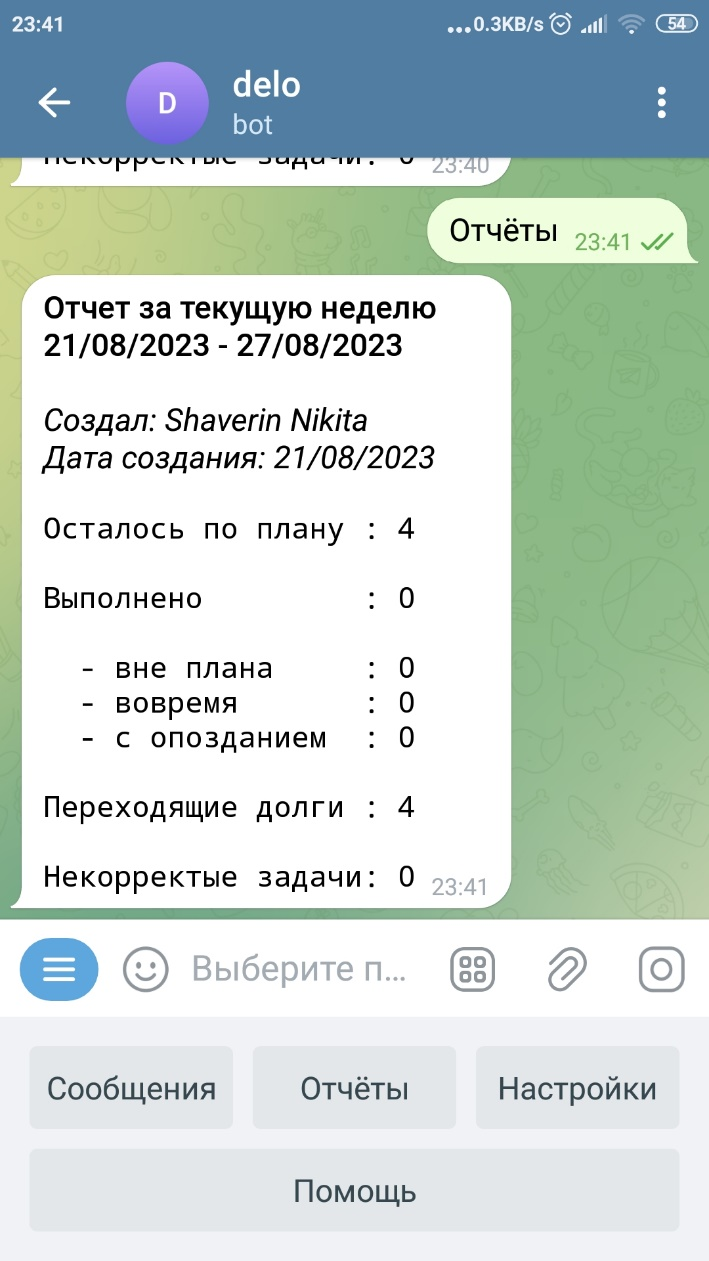 23:41
...0.3KB/s
54
D
delo
bot
Некорректые задачи: 0 23:40
Отчёты 23:41
Отчет за текущую неделю
21/08/2023 - 27/08/2023
Создал: Shaverin Nikita
Дата создания: 21/08/2023
Осталось по плану : 4
Выполнено : 0
- вне плана : 0
- вовремя : 0
- с опозданием : 0
Переходящие долги : 4
Некорректые задачи: 0 23:41
Выберите п...
Сообщения
Отчёты
Настройки
Помощь